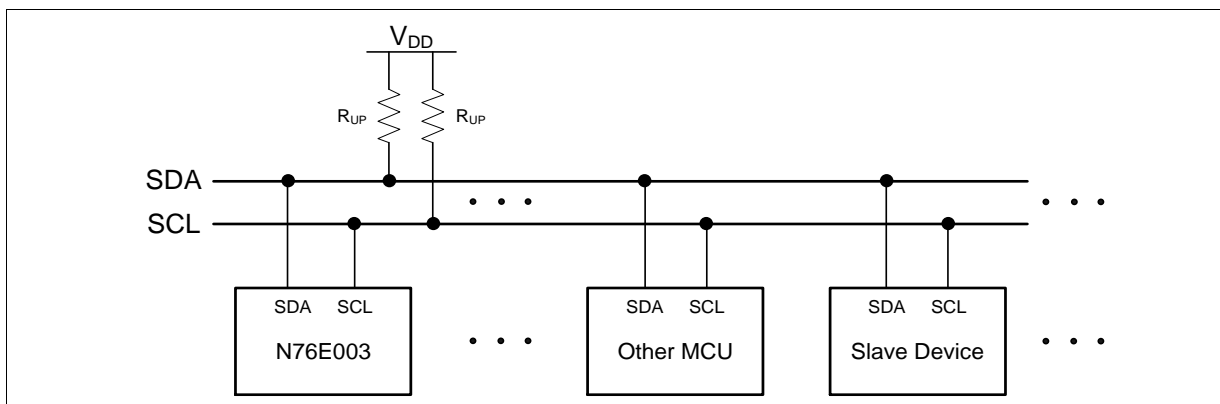 VDD
RUP RUP
SDA
SCL
SDA SCL SDA SCL SDA SCL
N76E003 Other MCU Slave Device